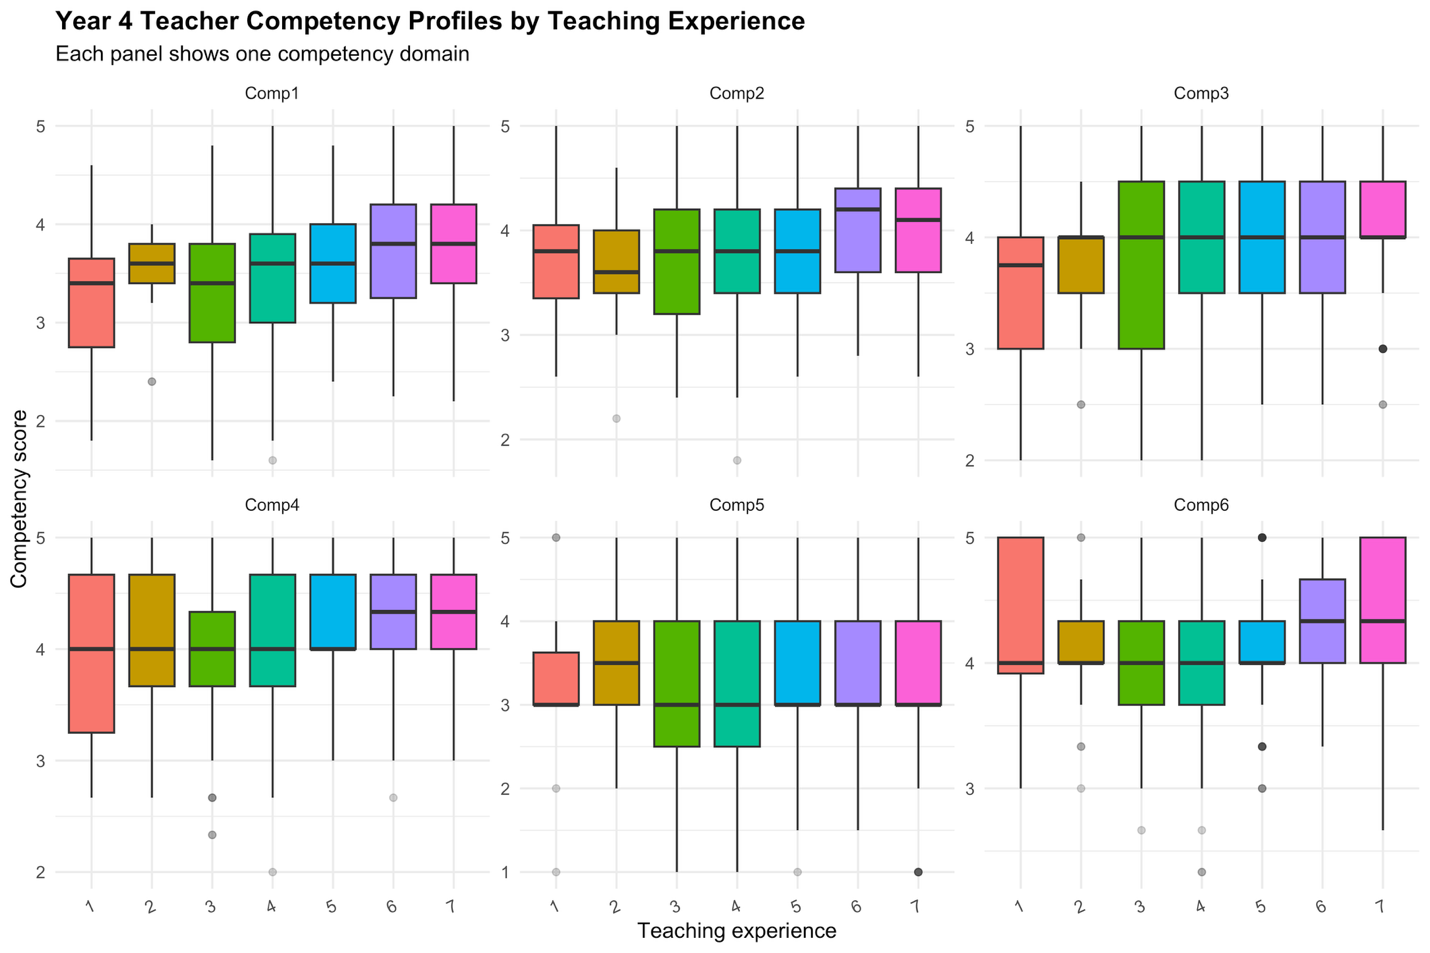 Year 4 Teacher Competency Profiles by Teaching Experience
Each panel shows one competency domain
Comp1
Comp2
Comp3
5
4
3
2
5
4
3
2
5
4
3
2
Competency score
Comp4
Comp5
Comp6
5
4
3
2
5
4
3
2
1
5
4
3
1 2 3 4 5 6 7
1 2 3 4 5 6 7
1 2 3 4 5 6 7
Teaching experience